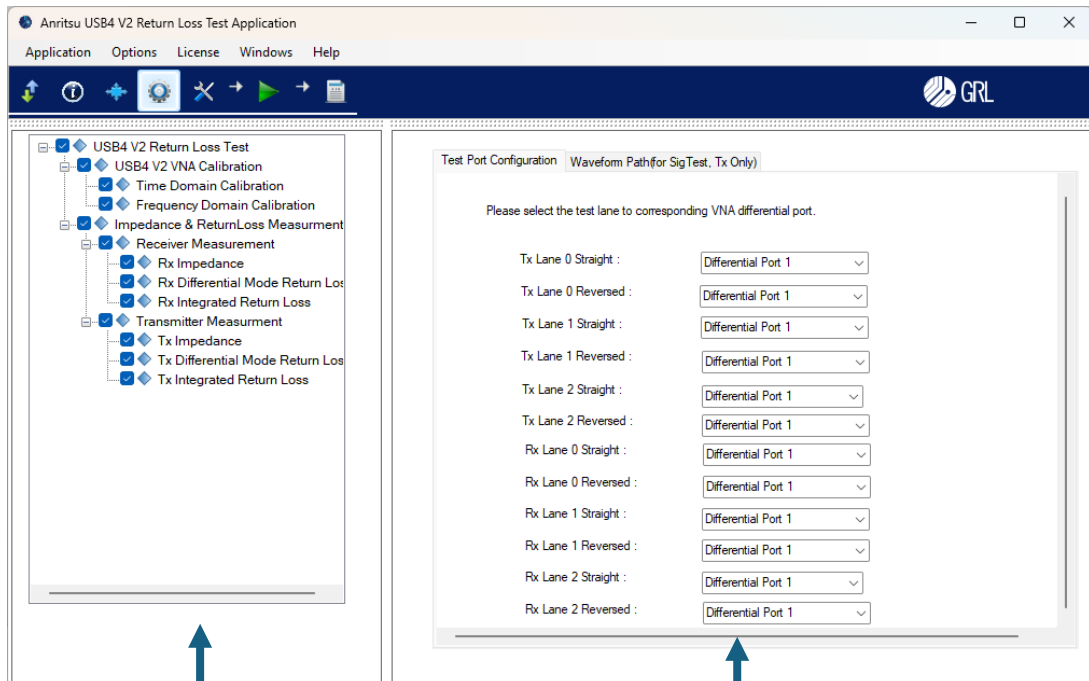 Anritsu USB4 V2 Return Loss Test Application
Application Options License Windows Help
GRL
USB4 V2 Return Loss Test
USB4 V2 VNA Calibration
Time Domain Calibration
Frequency Domain Calibration
Impedance & ReturnLoss Measurment
Receiver Measurement
Rx Impedance
Rx Differential Mode Return Los
Rx Integrated Return Loss
Transmitter Measurment
Tx Impedance
Tx Differential Mode Return Los
Tx Integrated Return Loss
Test Port Configuration Waveform Path(for SigTest, Tx Only)
Please select the test lane to corresponding VNA differential port.
Tx Lane 0 Straight : Differential Port 1
Tx Lane 0 Reversed : Differential Port 1
Tx Lane 1 Straight : Differential Port 1
Tx Lane 1 Reversed : Differential Port 1
Tx Lane 2 Straight : Differential Port 1
Tx Lane 2 Reversed : Differential Port 1
Rx Lane 0 Straight : Differential Port 1
Rx Lane 0 Reversed : Differential Port 1
Rx Lane 1 Straight : Differential Port 1
Rx Lane 1 Reversed : Differential Port 1
Rx Lane 2 Straight : Differential Port 1
Rx Lane 2 Reversed : Differential Port 1